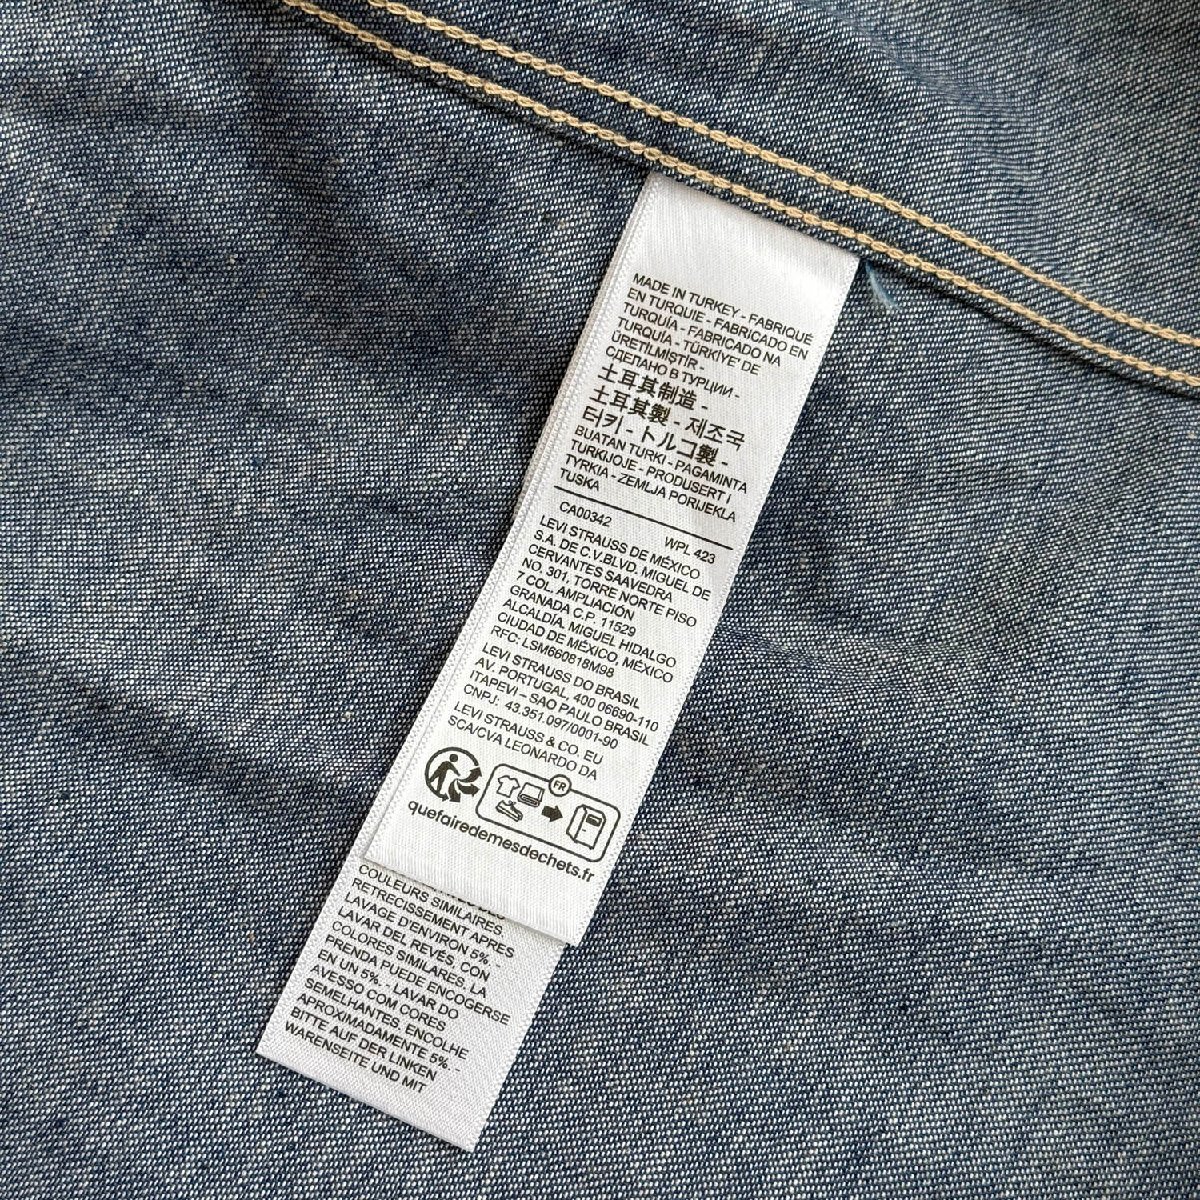 MADE IN TURKEY - FABRIQUE
EN TURQUIE - FABRICADO EN
TURQUÍA - FABRICADO NA
TURQUIA - TÜRKİYE' DE
ÜRETILMISTIR -
СДЕЛАНО В ТУРЦИИ -
土耳其制造 -
土耳其製 - 제조국
터키 - トルコ製 -
BUATAN TURKI - PAGAMINTA
TURKIJOJE - PRODUSERT i
TYRKIA - ZEMLJA PORIJEKLA
TUSKA
CA00342 WPL 423
LEVI STRAUSS DE MÉXICO
S.A. DE C.V.BLVD. MIGUEL DE
CERVANTES SAAVEDRA
NO. 301, TORRE NORTE PISO
7 COL. AMPLIACIÓN
GRANADA C.P. 11529
ALCALDÍA, MIGUEL HIDALGO
CIUDAD DE MÉXICO, MÉXICO
RFC: LSM660818M98
LEVI STRAUSS DO BRASIL
AV. PORTUGAL, 400 06690-110
ITAPEVI - SAO PAULO BRASIL
CNPJ: 43.351.097/0001-90
LEVI STRAUSS & CO. EU
SCA/CVA LEONARDO DA
FR
quefairedemesdechets.fr
COULEURS SIMILAIRES.
RETRECISSEMENT APRÈS
LAVAGE D'ENVIRON 5%. -
LAVAR DEL REVÉS, CON
COLORES SIMILARES. LA
PRENDA PUEDE ENCOGERSE
EN UN 5%. - LAVAR DO
AVESSO COM CORES
SEMELHANTES. ENCOLHE
APROXIMADAMENTE 5%. -
BITTE AUF DER LINKEN
WARENSEITE UND MIT